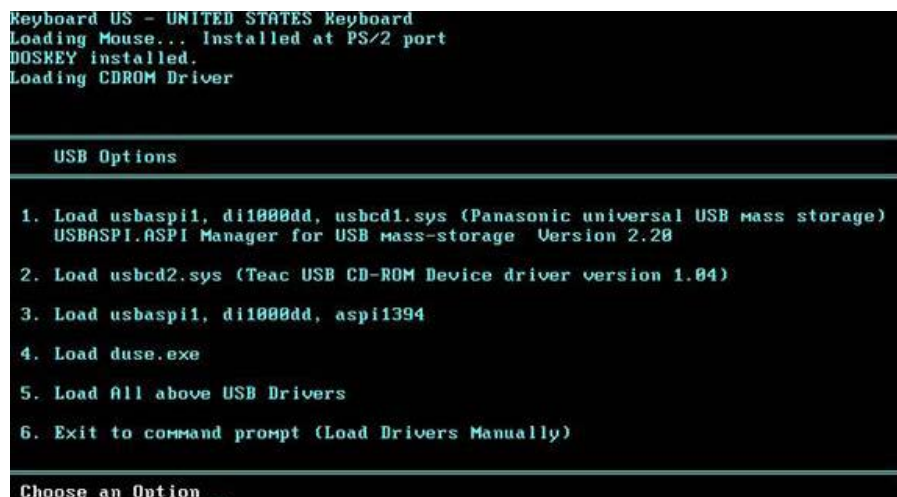 Keyboard US - UNITED STATES Keyboard
Loading Mouse... Installed at PS/2 port
DOSKEY installed.
Loading CDROM Driver
USB Options
1. Load usbaspi1, di1000dd, usbcd1.sys (Panasonic universal USB mass storage)
USBASPI.ASPI Manager for USB mass-storage Version 2.20
2. Load usbcd2.sys (Teac USB CD-ROM Device driver version 1.04)
3. Load usbaspi1, di1000dd, aspi1394
4. Load duse.exe
5. Load All above USB Drivers
6. Exit to command prompt (Load Drivers Manually)
Choose an Option